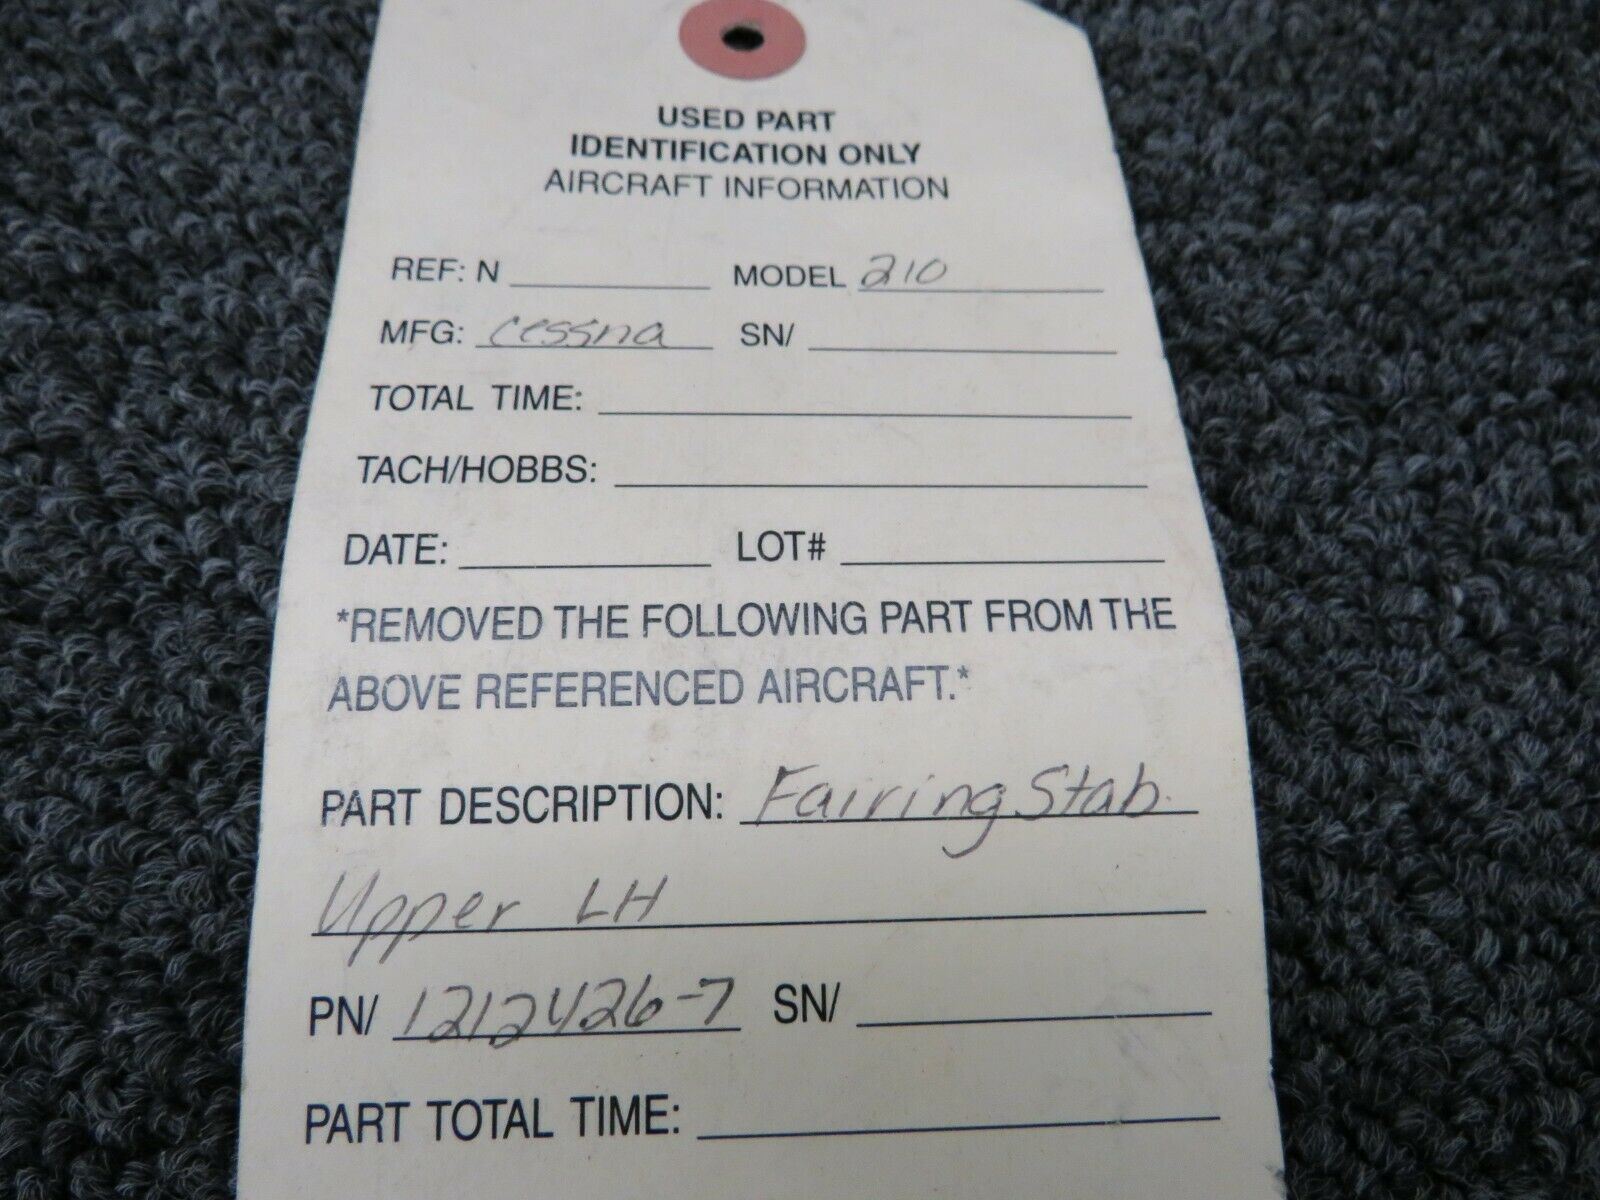 USED PART
IDENTIFICATION ONLY
AIRCRAFT INFORMATION
REF: N MODEL 210
MFG: Cessna SN/
TOTAL TIME:
TACH/HOBBS:
DATE: LOT#
*REMOVED THE FOLLOWING PART FROM THE
ABOVE REFERENCED AIRCRAFT.*
PART DESCRIPTION: Fairing Stab
Upper LH
PN/ 1212426-7 SN/
PART TOTAL TIME: